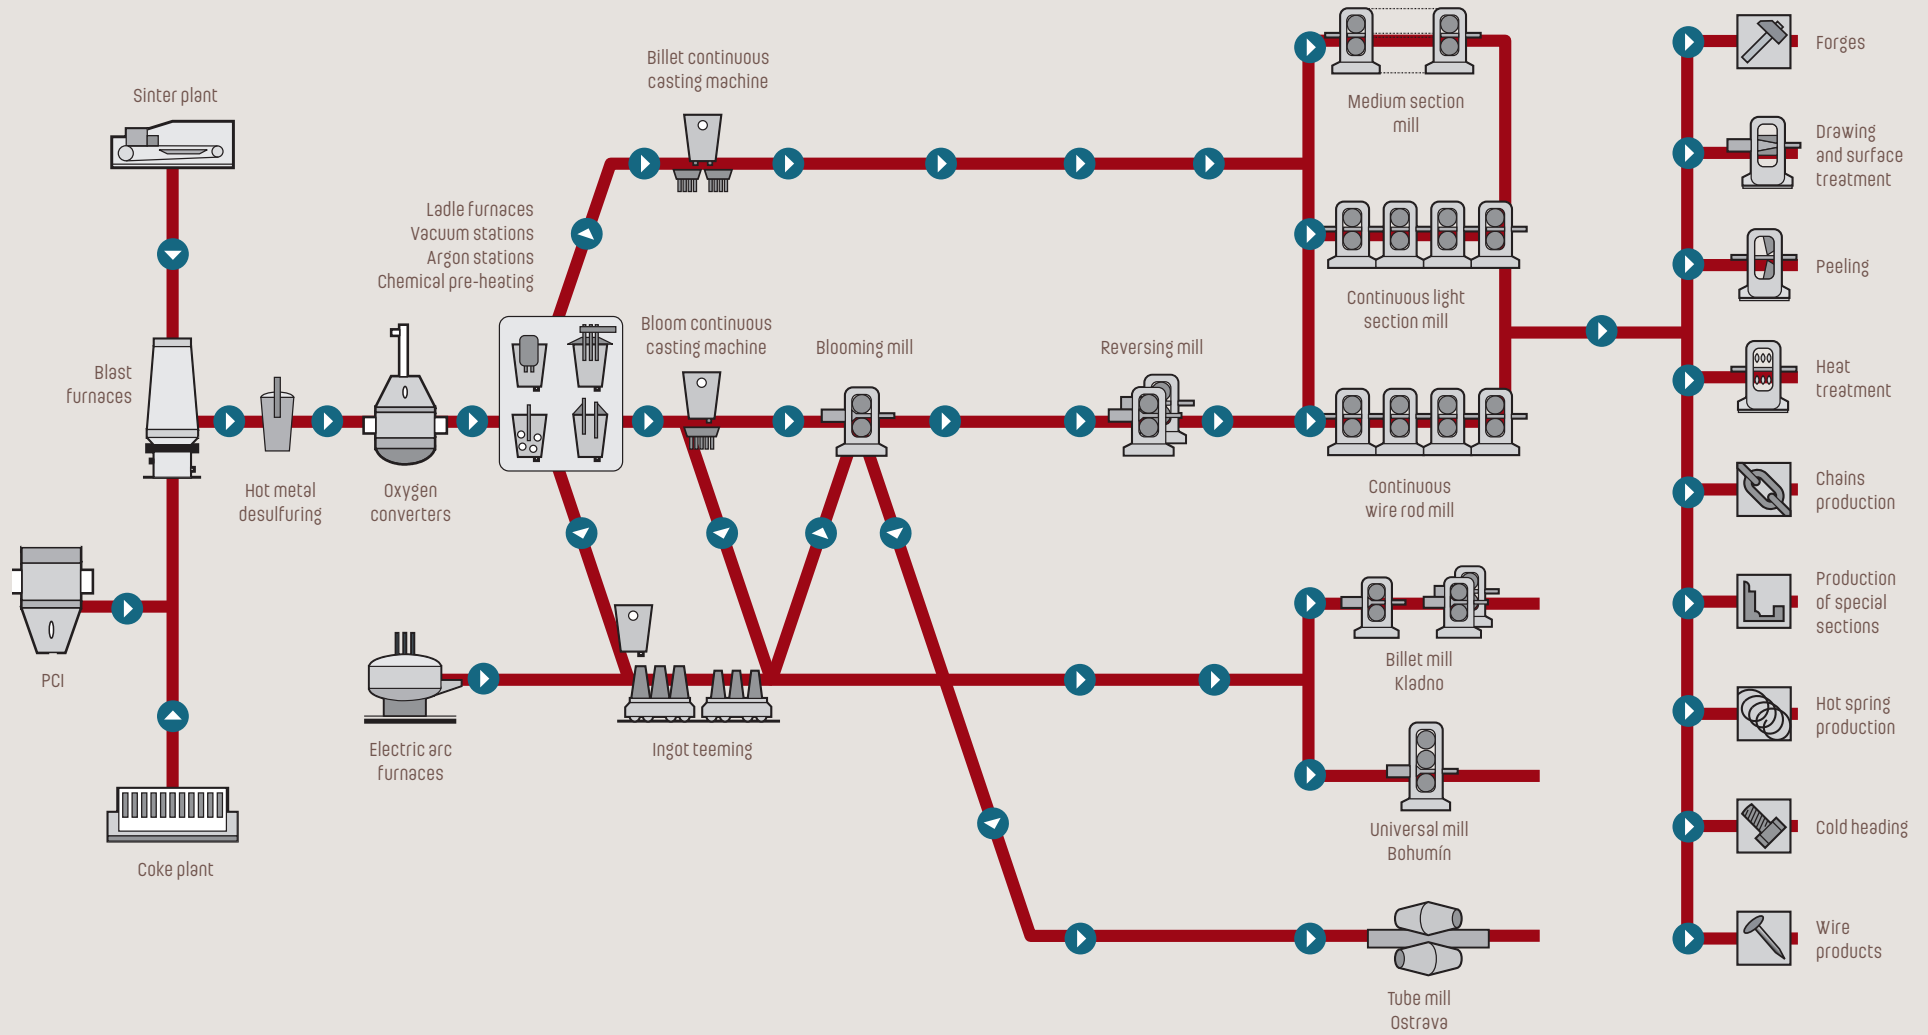 Sinter plant
Blast
furnaces
PCI
Coke plant
Hot metal
desulfuring
Oxygen
converters
Ladle furnaces
Vacuum stations
Argon stations
Chemical pre-heating
Electric arc
furnaces
Billet continuous
casting machine
Bloom continuous
casting machine
Ingot teeming
Blooming mill
Reversing mill
Medium section
mill
Continuous light
section mill
Continuous
wire rod mill
Billet mill
Kladno
Universal mill
Bohumín
Tube mill
Ostrava
Forges
Drawing
and surface
treatment
Peeling
Heat
treatment
Chains
production
Production
of special
sections
Hot spring
production
Cold heading
Wire
products